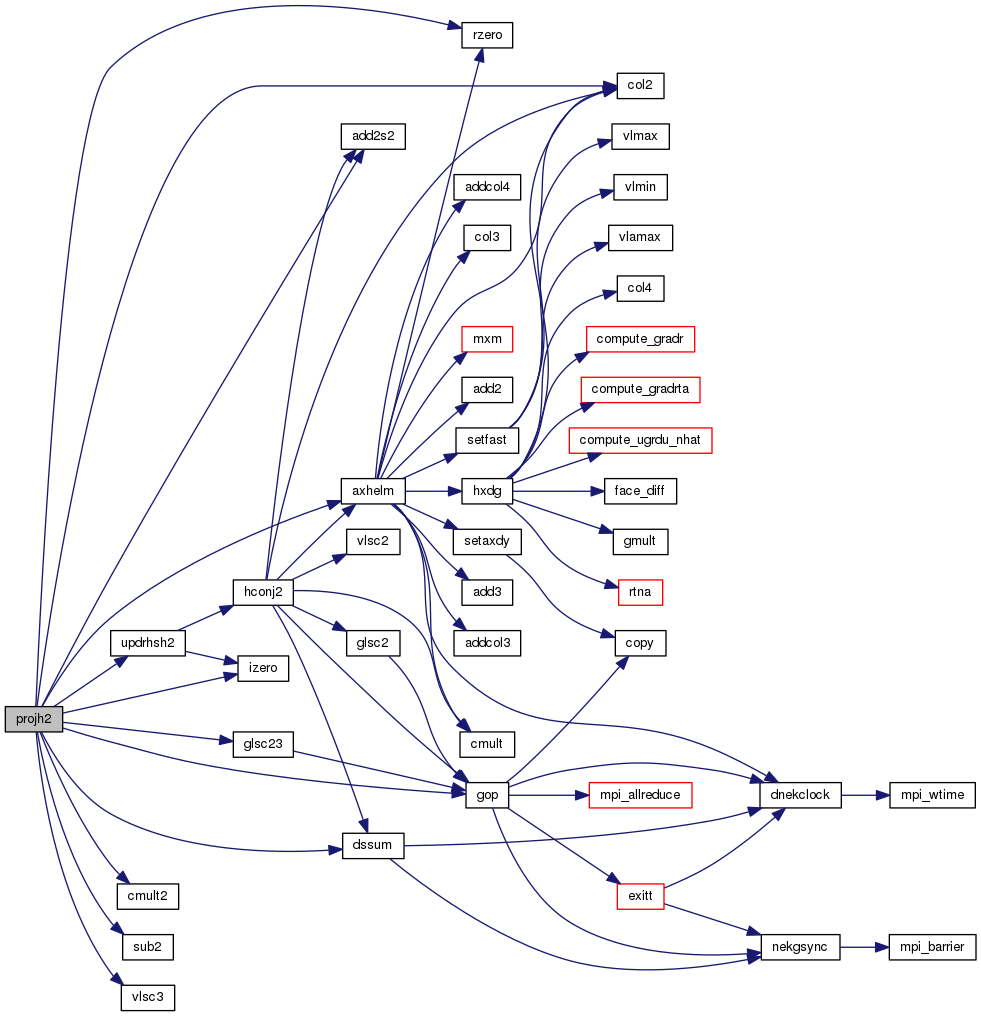 rzero
col2
add2s2
vlmax
addcol4
vlmin
col3
vlamax
col4
mxm
compute_gradr
add2
compute_gradrta
setfast
compute_ugrdu_nhat
axhelm
hxdg
face_diff
vlsc2
setaxdy
gmult
hconj2
add3
rtna
updrhsh2
glsc2
addcol3
copy
izero
projh2
glsc23
cmult
gop
mpi_allreduce
dnekclock
mpi_wtime
dssum
cmult2
exitt
sub2
nekgsync
mpi_barrier
vlsc3